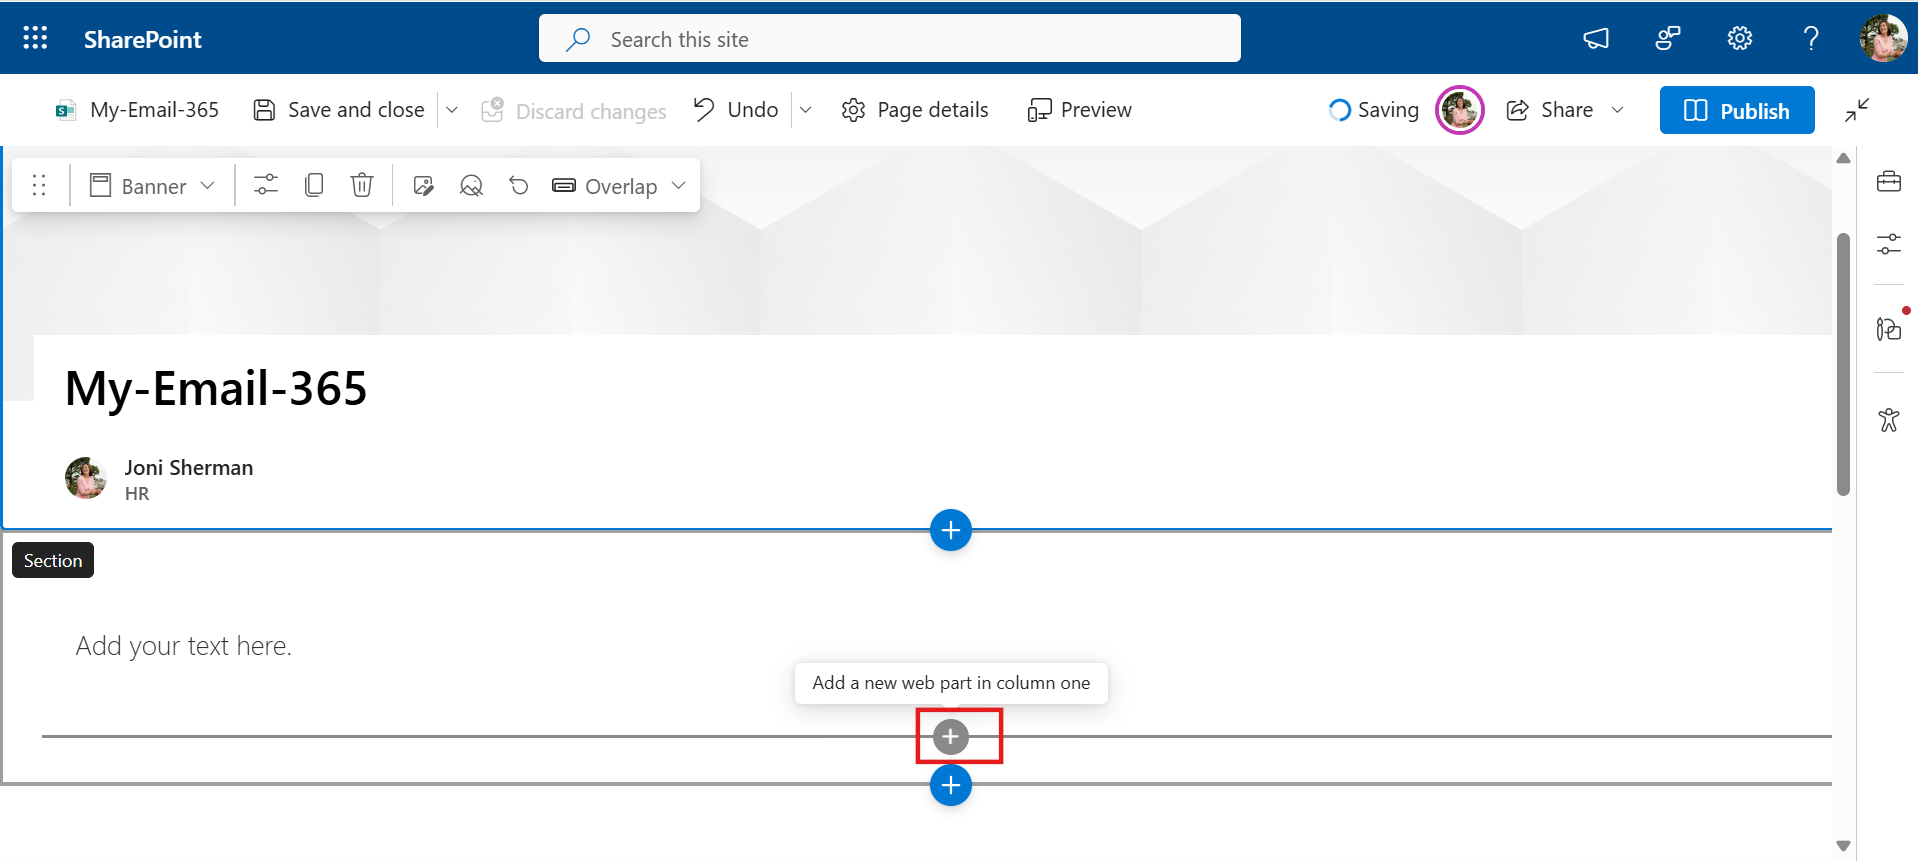 SharePoint
Search this site
My-Email-365 Save and close Discard changes Undo Page details Preview Saving Share Publish
Banner Overlap
My-Email-365
Joni Sherman
HR
Section
Add your text here.
Add a new web part in column one